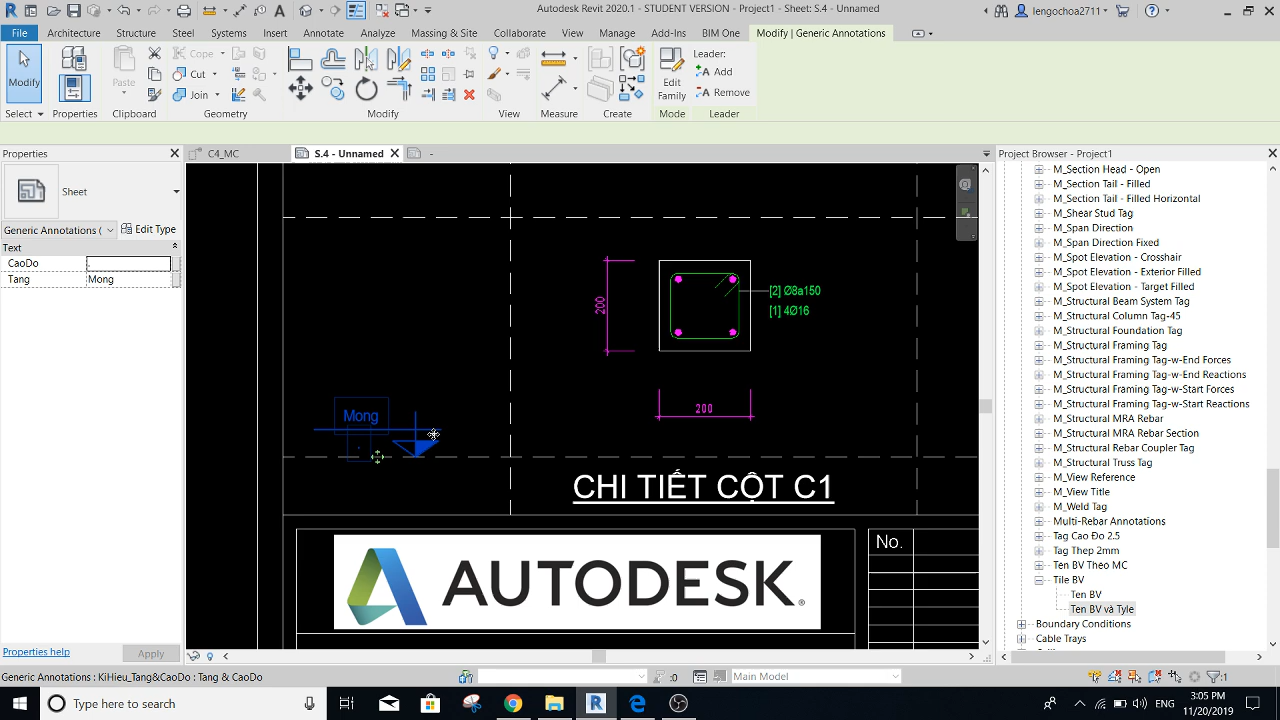 Autodesk Revit 2020.1 - STUDENT VERSION - Project1 - Sheet: S.4 - Unnamed
lengochoa2711
File Architecture Structure Steel Systems Insert Annotate Analyze Massing & Site Collaborate View Manage Add-Ins BIM One Modify | Generic Annotations
Modify
Paste
Cope
Cut
Join
Edit Family
Leader:
Add
Remove
Select Properties Clipboard Geometry Modify View Measure Create Mode Leader
Properties
C4_MC
S.4 - Unnamed
-
Project Browser - Project1
Sheet
Generic Annotations (
Edit Type
Text
CaoDo .
Tang Mong
Properties help
Apply
200
[2] Ø8a150
[1] 4Ø16
200
Mong
CHI TIẾT CỘT C1
AUTODESK®
No.
M_Section Head - Open
M_Section Tail - Filled
M_Section Tail - Filled Horizontal
M_Shear Stud Tag
M_Span Direction
M_Span Direction Fixed
M_Spot Elevation - Crosshair
M_Spot Elevation - Exterior Filled
M_Spot Elevation - Target Filled
M_Structural Beam System Tag
M_Structural Column Tag-45
M_Structural Foundation Tag
M_Structural Framing Tag
M_Structural Framing Tag-w-End Forces
M_Structural Framing Tag-w-End Reactions
M_Structural Framing Tag-w-Start Forces
M_Structural Framing Tag-w-Start Reactions
M_Structural MRA Rebar
M_Structural MRA Rebar Section
M_Structural Rebar Coupler Tag
M_Structural Rebar Tag
M_Structural Truss Tag
M_View Reference
M_View Title
M_Weld Tag
Multi-Rebar Annotations
Tag Cao Đo 2.5
Tag Thep 2mm
Ten BV Theo MC
Tile BV
Ten BV
Ten BV và Tyle
Boundary Conditions
Cable Trays
Generic Annotations : KiHieu_Tang&CaoDo : Tang & CaoDo
:0
Main Model
:1
Type here to search
ENG
3:05 PM
11/20/2019